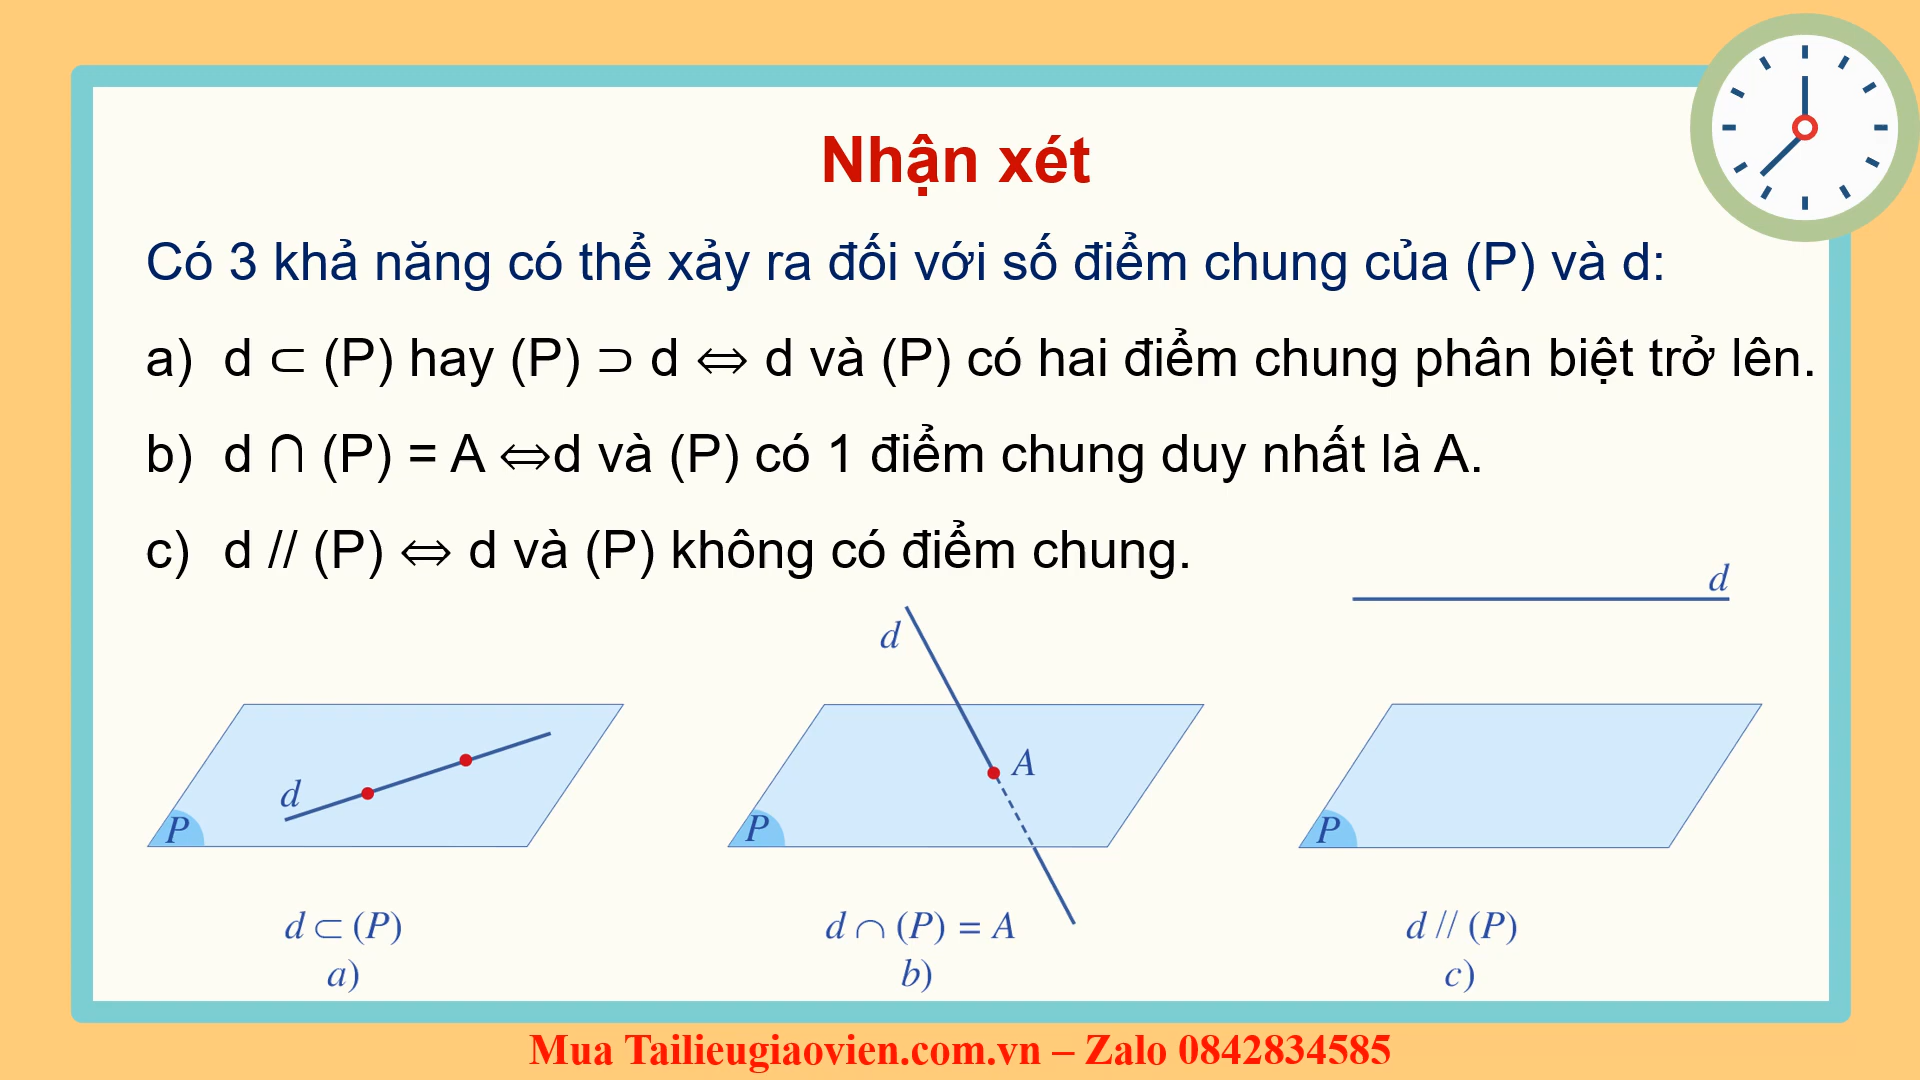 Nhận xét
Có 3 khả năng có thể xảy ra đối với số điểm chung của (P) và d:
a) d ⊂ (P) hay (P) ⊃ d ⇔ d và (P) có hai điểm chung phân biệt trở lên.
b) d ∩ (P) = A ⇔d và (P) có 1 điểm chung duy nhất là A.
c) d // (P) ⇔ d và (P) không có điểm chung.
d
P
d ⊂ (P)
a)
d
A
P
d ∩ (P) = A
b)
d
P
d // (P)
c)
Mua Tailieugiaovien.com.vn – Zalo 0842834585